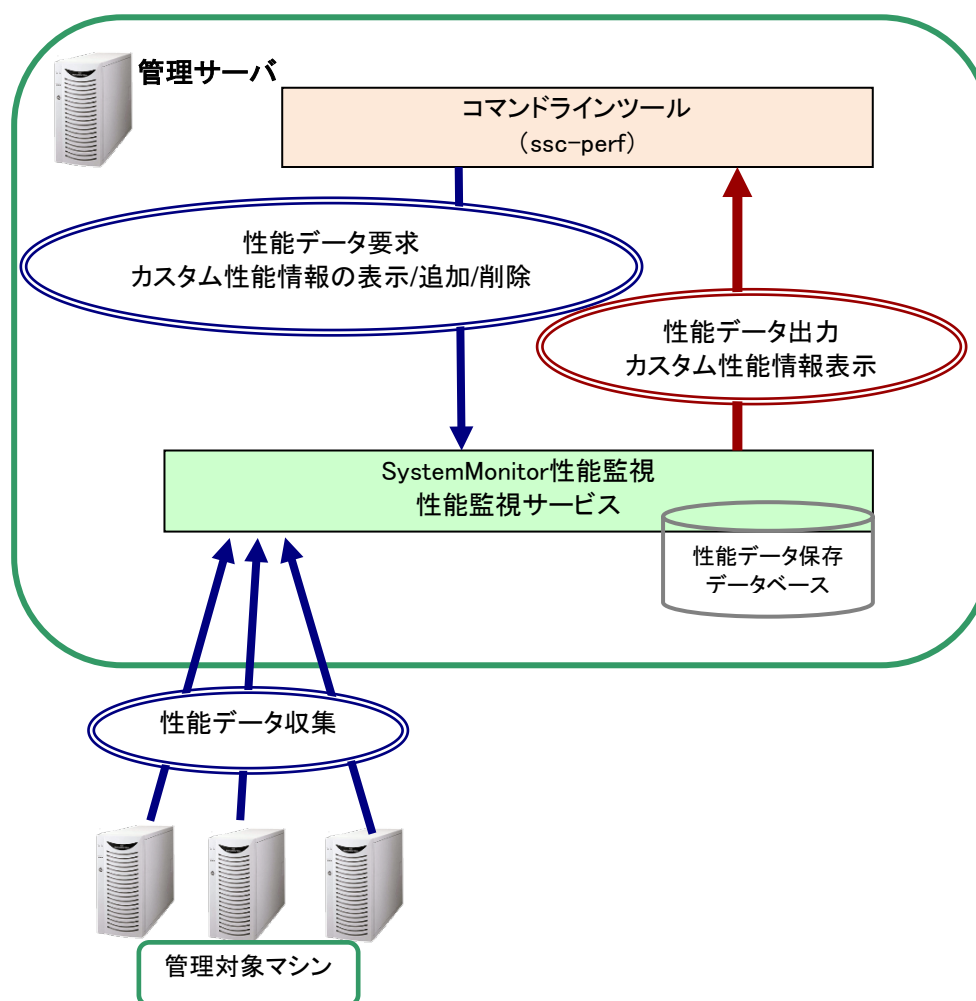 管理サーバ
コマンドラインツール
（ssc-perf）
性能データ要求
カスタム性能情報の表示/追加/削除
性能データ出力
カスタム性能情報表示
SystemMonitor性能監視
性能監視サービス
性能データ保存
データベース
性能データ収集
管理対象マシン